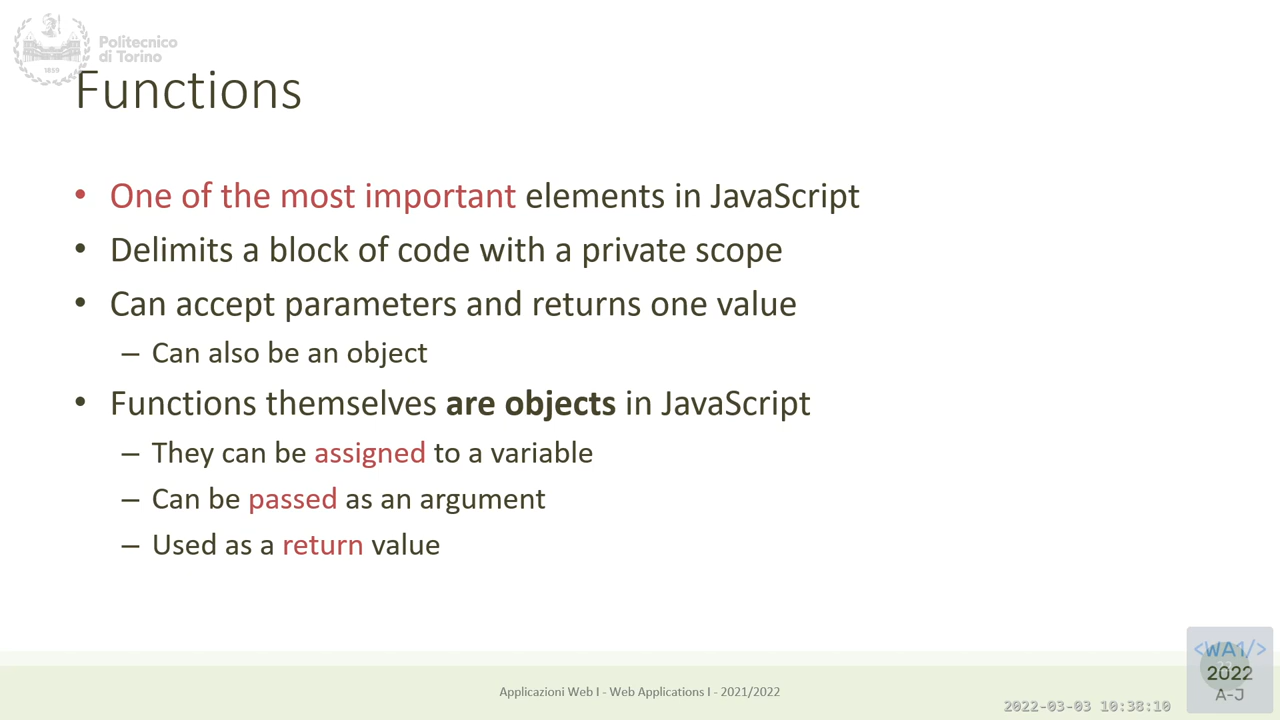 Politecnico
di Torino
1859
Functions
• One of the most important elements in JavaScript
• Delimits a block of code with a private scope
• Can accept parameters and returns one value
– Can also be an object
• Functions themselves are objects in JavaScript
– They can be assigned to a variable
– Can be passed as an argument
– Used as a return value
Applicazioni Web I - Web Applications I - 2021/2022
2022-03-03 10:38:10
<WA1/>
2022
A-J